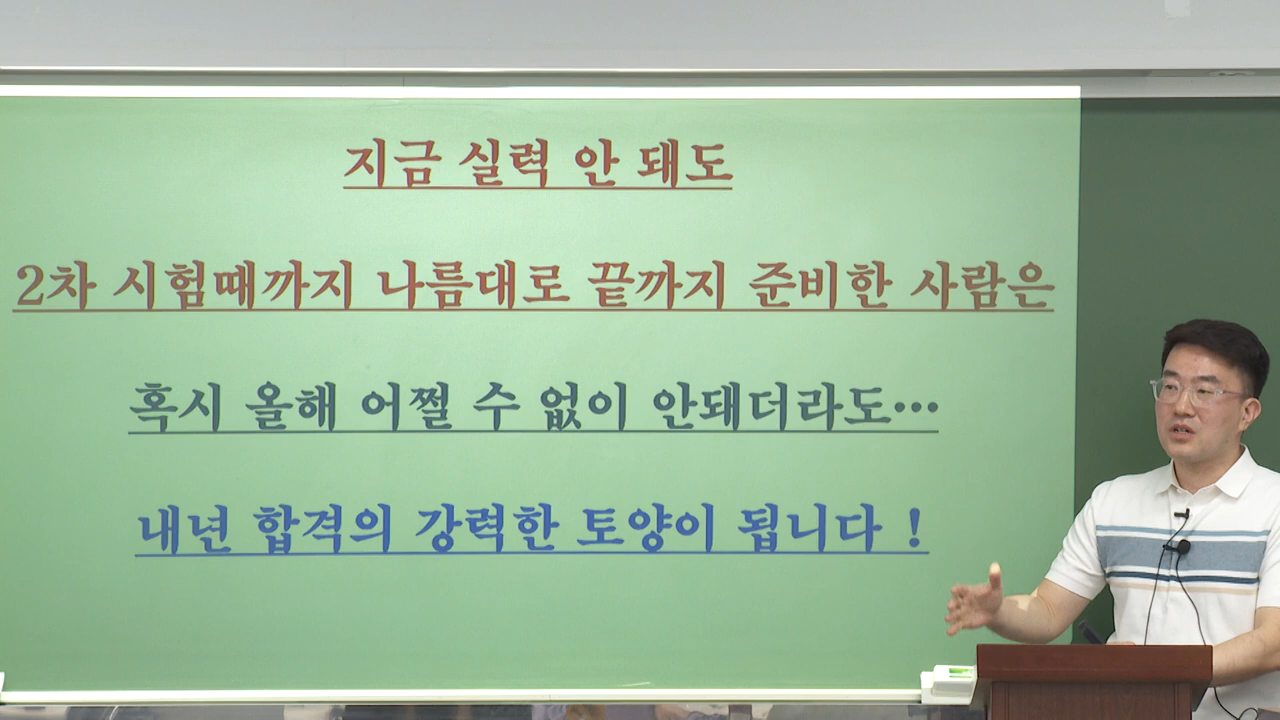 지금 실력 안 돼도
2차 시험때까지 나름대로 끝까지 준비한 사람은
혹시 올해 어쩔 수 없이 안돼더라도…
내년 합격의 강력한 토양이 됩니다 !